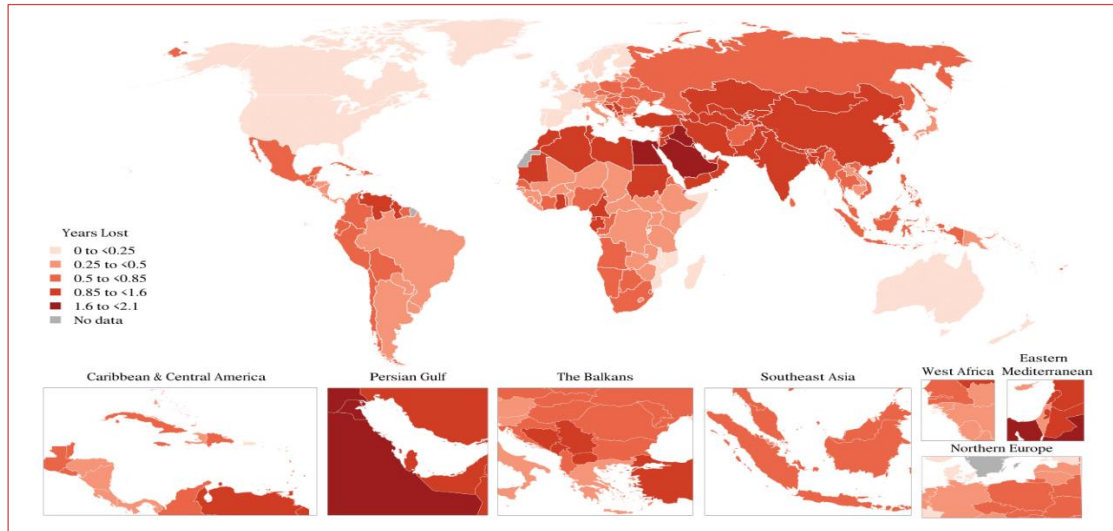 Years Lost
0 to <0.25
0.25 to <0.5
0.5 to <0.85
0.85 to <1.6
1.6 to <2.1
No data
Caribbean & Central America
Persian Gulf
The Balkans
Southeast Asia
West Africa
Eastern
Mediterranean
Northern Europe